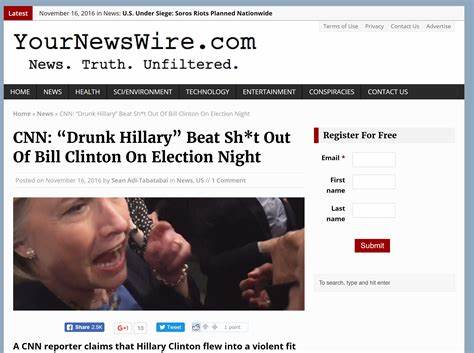 Latest
November 16, 2016 in News: U.S. Under Siege: Soros Riots Planned Nationwide
Terms of Use Privacy Contact Us Advertise
YourNewsWire.com
News. Truth. Unfiltered.
HOME NEWS HEALTH SCI/ENVIRONMENT TECHNOLOGY ENTERTAINMENT CONSPIRACIES CONTACT US
Home » News » CNN: “Drunk Hillary” Beat Sh*t Out Of Bill Clinton On Election Night
CNN: “Drunk Hillary” Beat Sh*t Out
Of Bill Clinton On Election Night
Posted on November 16, 2016 by Sean Adl-Tabatabai in News, US // 1 Comment
Share 2.5K
G+1 10
Tweet
1 point
A CNN reporter claims that Hillary Clinton flew into a violent fit
Register For Free
Email *
First
name
Last
name
Submit
To search, type and hit enter